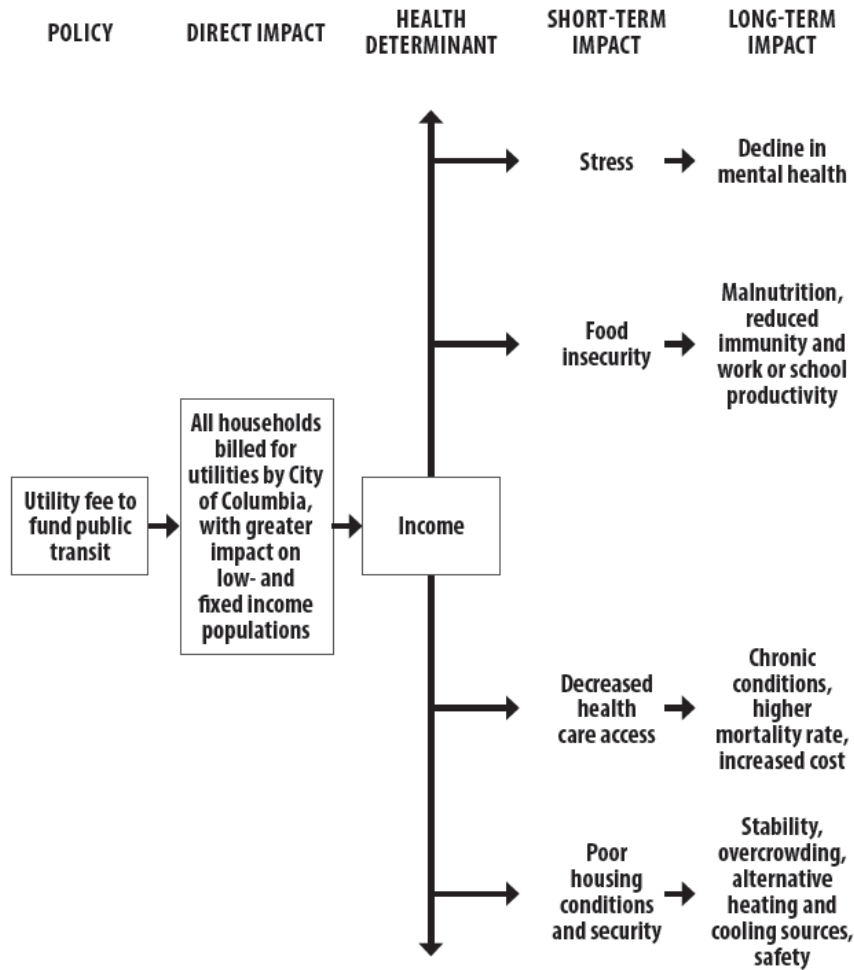 POLICY
DIRECT IMPACT
HEALTH
DETERMINANT
SHORT-TERM
IMPACT
LONG-TERM
IMPACT
Stress
Decline in
mental health
Food
insecurity
Malnutrition,
reduced
immunity and
work or school
productivity
Utility fee to
fund public
transit
All households
billed for
utilities by City
of Columbia,
with greater
impact on
low- and
fixed income
populations
Income
Decreased
health
care access
Chronic
conditions,
higher
mortality rate,
increased cost
Poor
housing
conditions
and security
Stability,
overcrowding,
alternative
heating and
cooling sources,
safety